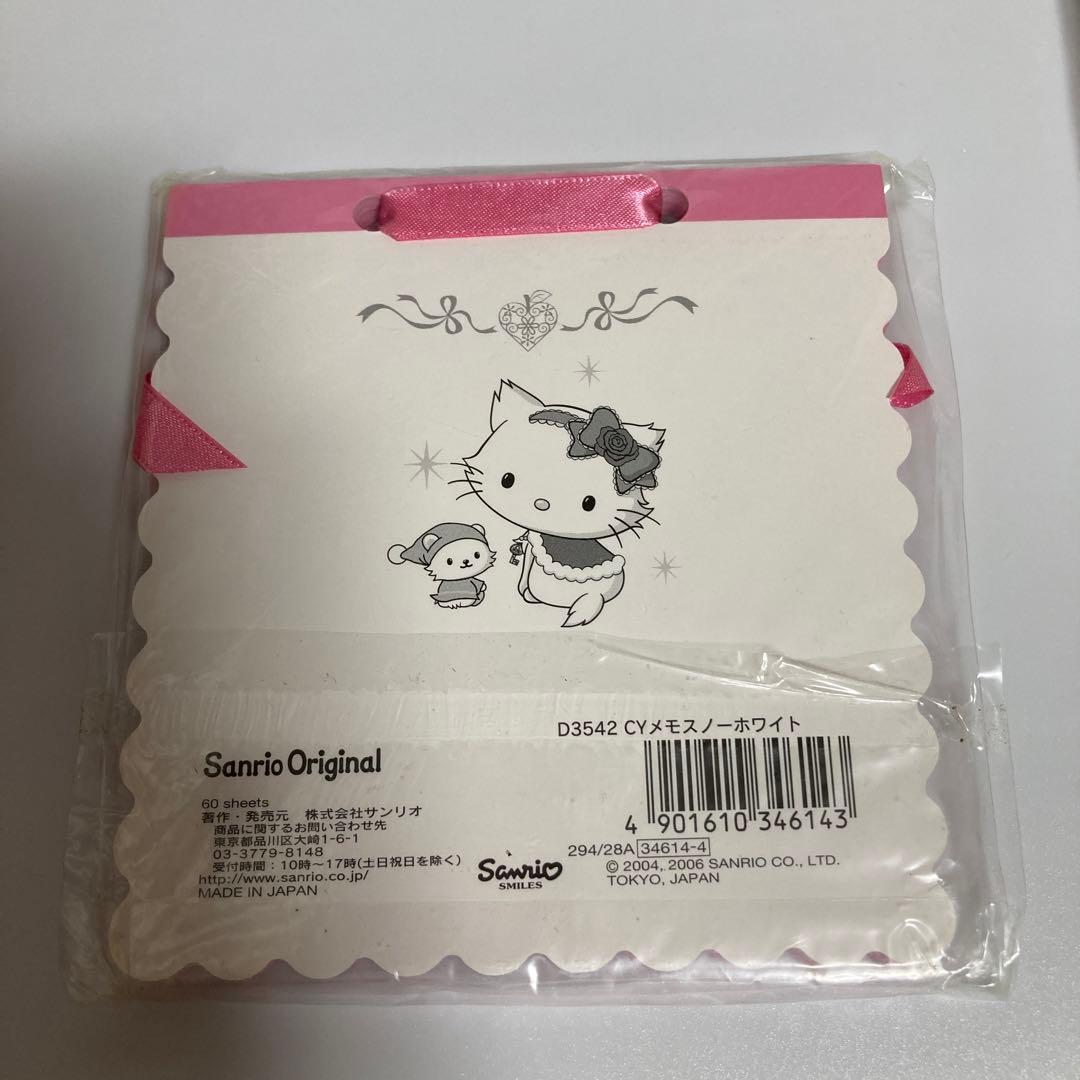 D3542 CYメモスノーホワイト
Sanrio Original
60 sheets
著作・発売元 株式会社サンリオ
商品に関するお問い合わせ先
東京都品川区大崎1-6-1
03-3779-8148
受付時間：10時〜17時(土日祝日を除く)
http://www.sanrio.co.jp/
MADE IN JAPAN
Sanrio
SMILES
4 901610 346143
294/28A 34614-4
© 2004, 2006 SANRIO CO., LTD.
TOKYO, JAPAN